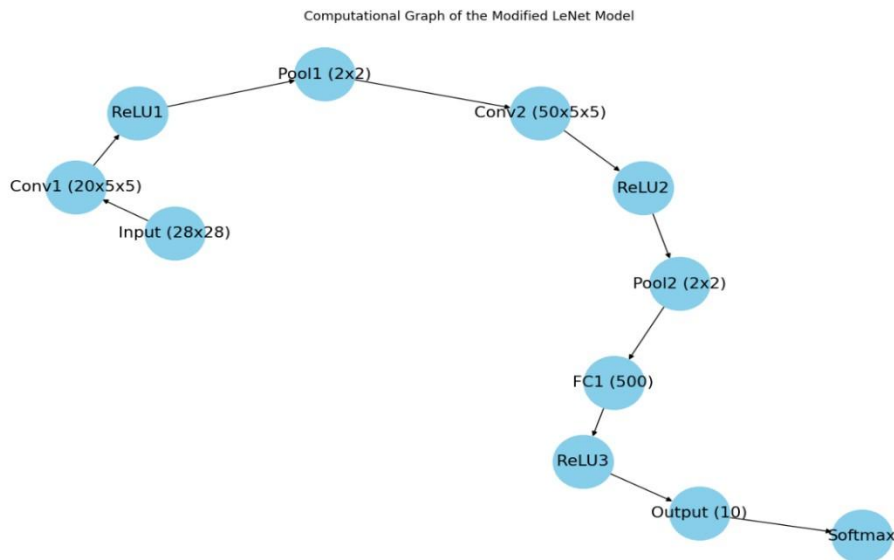 Computational Graph of the Modified LeNet Model
Pool1 (2x2)
ReLU1
Conv2 (50x5x5)
Conv1 (20x5x5)
ReLU2
Input (28x28)
Pool2 (2x2)
FC1 (500)
ReLU3
Output (10)
Softmax